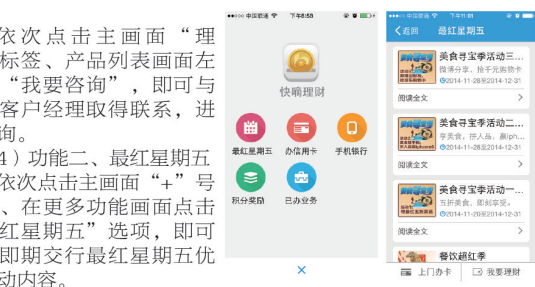 依次点击主画面“理
标签、产品列表画面左
“我要咨询”，即可与
客户经理取得联系，进
询。
4）功能二、最红星期五
依次点击主画面“+”号
、在更多功能画面点击
红星期五”选项，即可
即期交行最红星期五优
动内容。
中国联通 下午6:58
快嘀理财
最红星期五 办信用卡 手机银行
积分奖励 已办业务
×
中国联通 下午11:01
返回 最红星期五
美食寻宝季活动三...
微博分享，抢千元购物卡
2014-11-28至2014-12-31
阅读全文
美食寻宝季活动二...
享美食，拼人品，赢iph...
2014-11-28至2014-12-31
阅读全文
美食寻宝季活动一...
五折美食，即刻享受。
2014-11-20至2014-12-31
阅读全文
餐饮超红季
上门办卡 我要理财